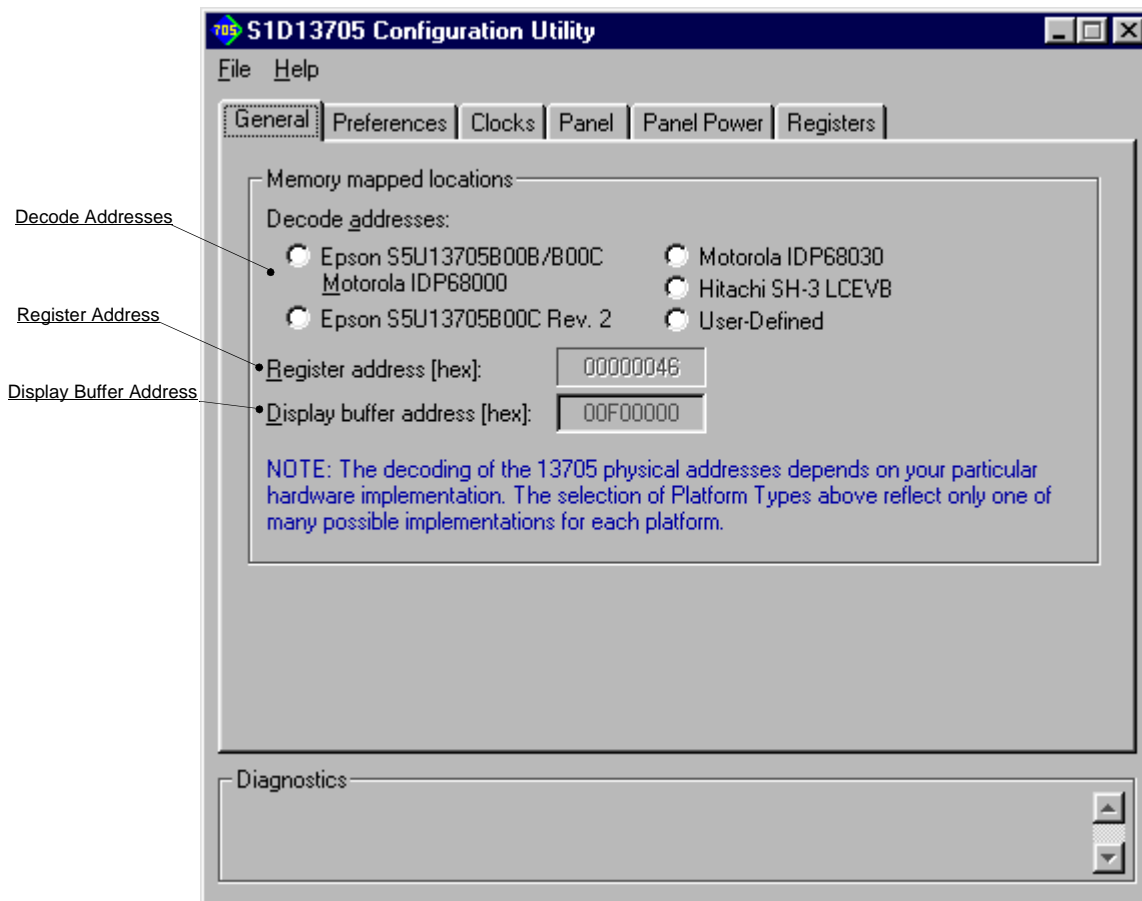 705 S1D13705 Configuration Utility
File Help
General Preferences Clocks Panel Panel Power Registers
Memory mapped locations
Decode Addresses
Decode addresses:
Epson S5U13705B00B/B00C
Motorola IDP68000
Epson S5U13705B00C Rev. 2
Motorola IDP68030
Hitachi SH-3 LCEVB
User-Defined
Register Address
Register address [hex]: 00000046
Display Buffer Address
Display buffer address [hex]: 00F00000
NOTE: The decoding of the 13705 physical addresses depends on your particular
hardware implementation. The selection of Platform Types above reflect only one of
many possible implementations for each platform.
Diagnostics